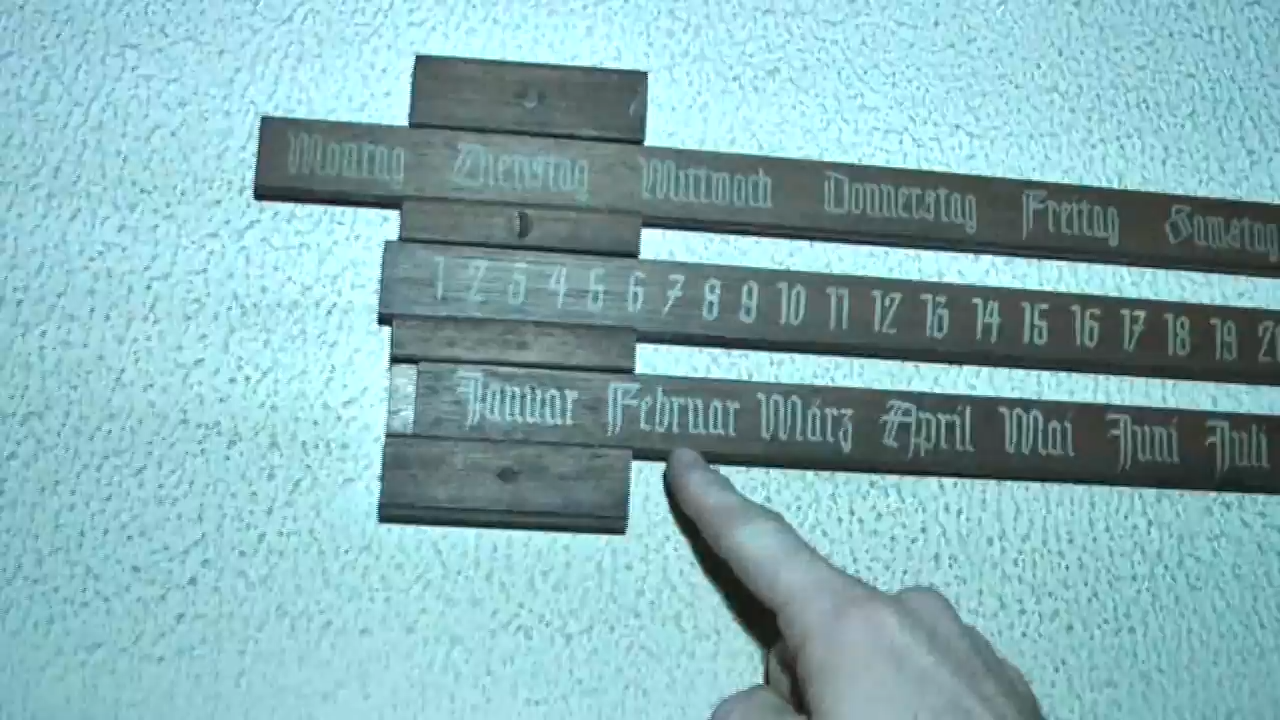 Montag Dienstag Mittwoch Donnerstag Freitag Samstag
1 2 3 4 5 6 7 8 9 10 11 12 13 14 15 16 17 18 19
Januar Februar März April Mai Juni Juli